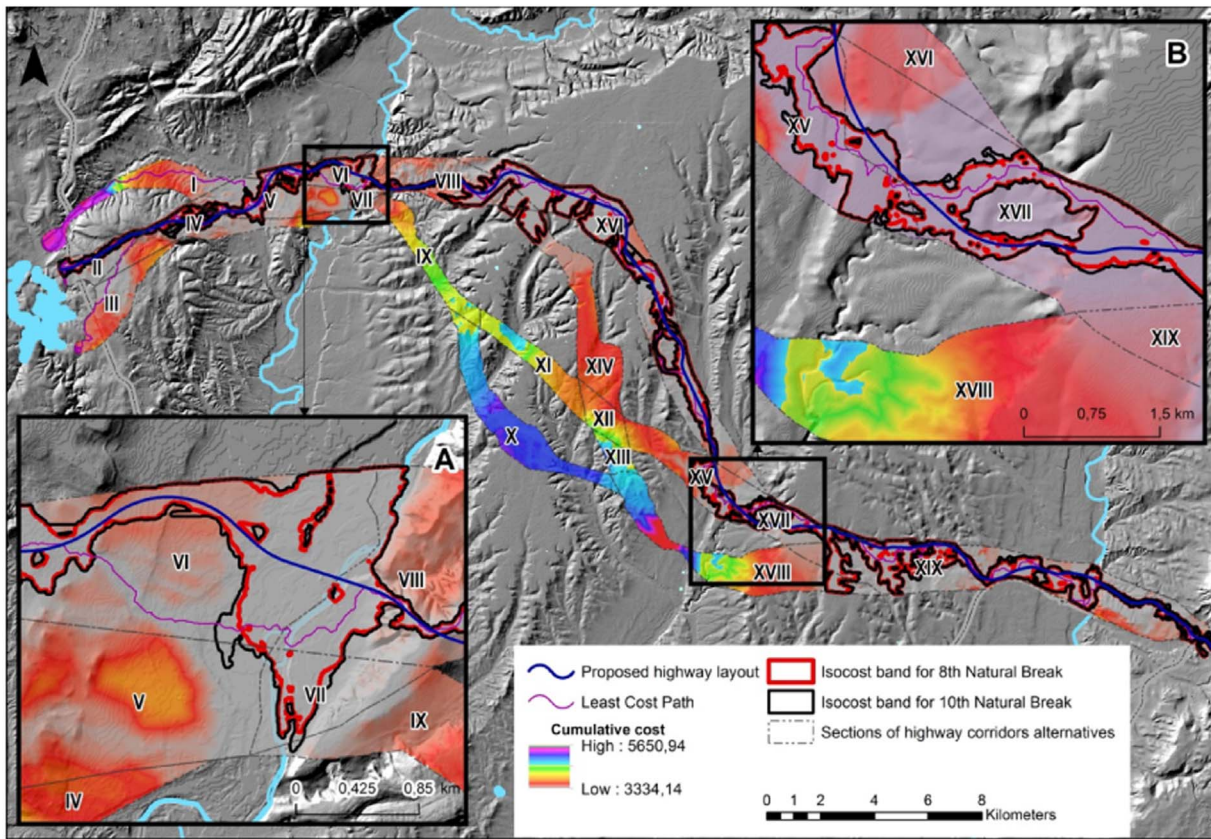 N
B
XVI
XV
XVII
XIX
XVIII
0 0,75 1,5 km
I
VI
VIII
V
VII
IV
XVI
II
IX
III
XI
XIV
XII
X
XIII
XV
XVII
XVIII
XIX
A
VI
VIII
V
VII
IX
IV
0 0,425 0,85 km
Proposed highway layout
Least Cost Path
Cumulative cost
High : 5650,94
Low : 3334,14
Isocost band for 8th Natural Break
Isocost band for 10th Natural Break
Sections of highway corridors alternatives
0 1 2 4 6 8
Kilometers